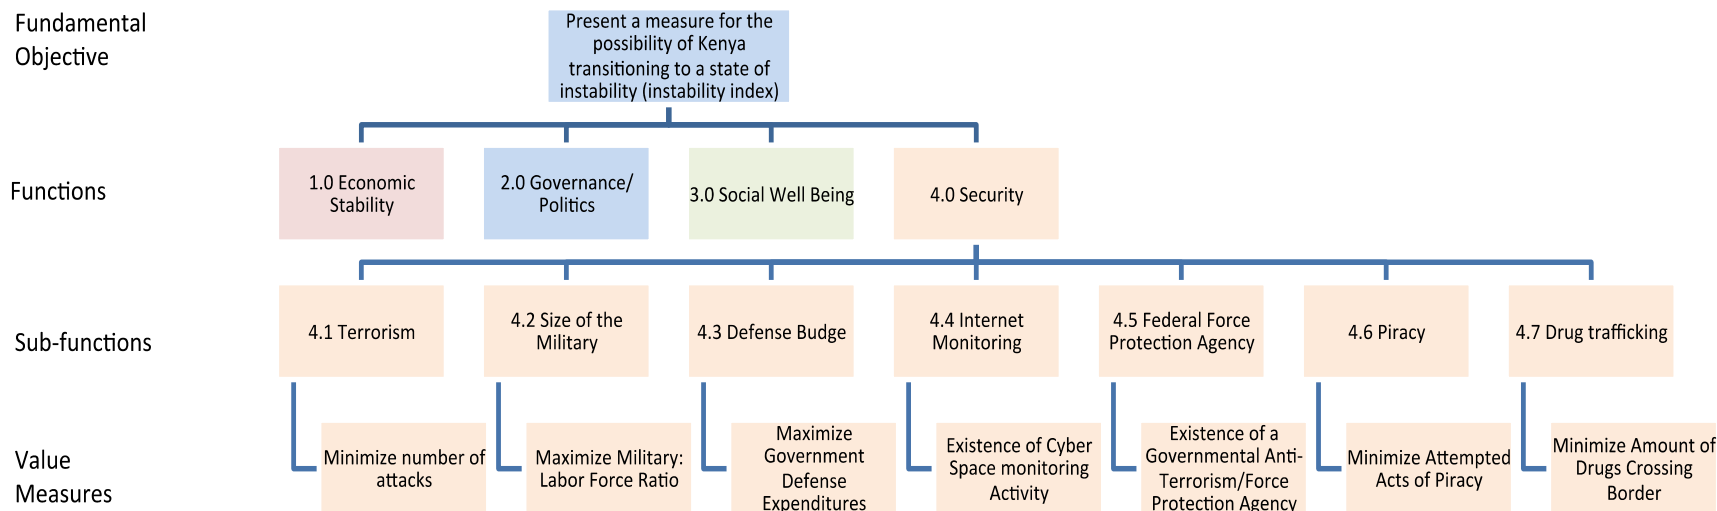 Fundamental
Objective
Present a measure for the
possibility of Kenya
transitioning to a state of
instability (instability index)
Functions
1.0 Economic
Stability
2.0 Governance/
Politics
3.0 Social Well Being
4.0 Security
Sub-functions
4.1 Terrorism
4.2 Size of the
Military
4.3 Defense Budge
4.4 Internet
Monitoring
4.5 Federal Force
Protection Agency
4.6 Piracy
4.7 Drug trafficking
Value
Measures
Minimize number of
attacks
Maximize Military:
Labor Force Ratio
Maximize
Government
Defense
Expenditures
Existence of Cyber
Space monitoring
Activity
Existence of a
Governmental Anti-
Terrorism/Force
Protection Agency
Minimize Attempted
Acts of Piracy
Minimize Amount of
Drugs Crossing
Border